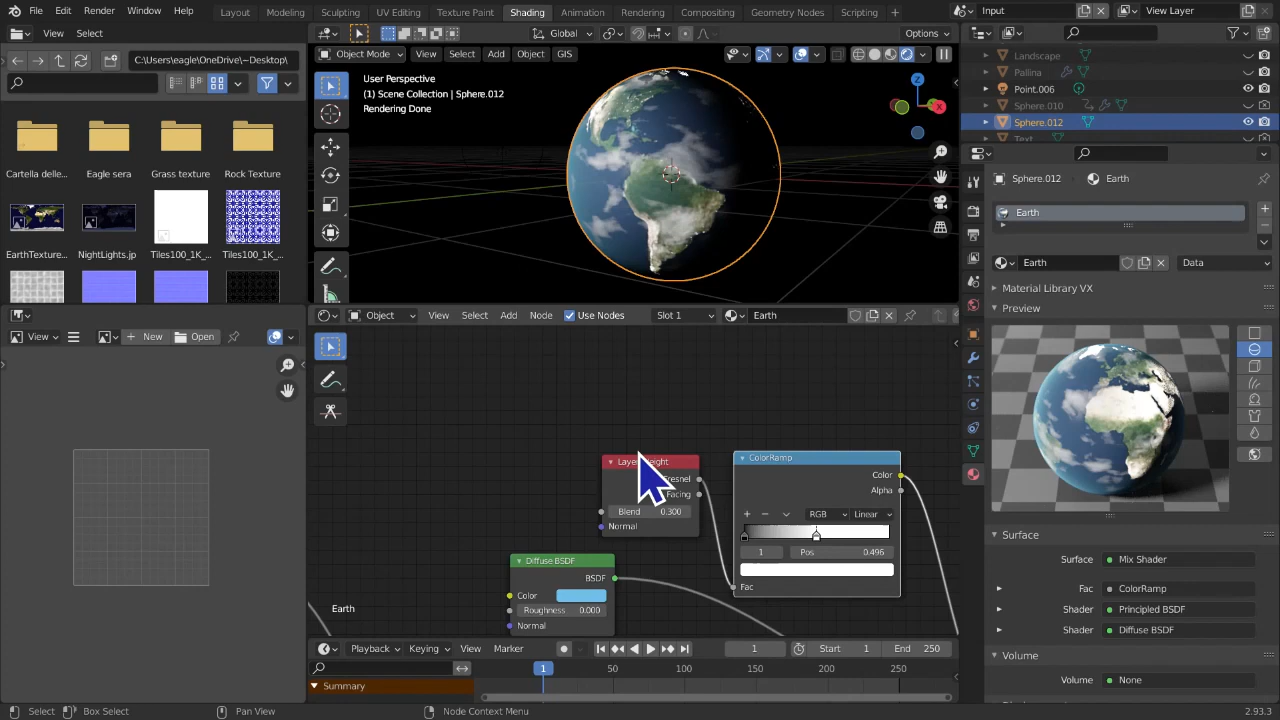 File Edit Render Window Help Layout Modeling Sculpting UV Editing Texture Paint Shading Animation Rendering Compositing Geometry Nodes Scripting + Input View Layer
View Select
C:\Users\eagle\OneDrive\~Desktop\
Cartella delle... Eagle sera Grass texture Rock Texture
EarthTexture... NightLights.jp Tiles100_1K_... Tiles100_1K_...
View New Open
Global Options
Object Mode View Select Add Object GIS
User Perspective
(1) Scene Collection | Sphere.012
Rendering Done
Z
X
Object View Select Add Node Use Nodes Slot 1 Earth
Layer Weight
Fresnel
Facing
Blend 0.300
Normal
ColorRamp
Color
Alpha
RGB Linear
1 Pos 0.496
Fac
Diffuse BSDF
BSDF
Color
Roughness 0.000
Normal
Earth
Playback Keying View Marker 1 Start 1 End 250
1 50 100 150 200 250
Summary
Landscape
Pallina
Point.006
Sphere.010
Sphere.012
Text
Sphere.012 Earth
Earth
Earth Data
Material Library VX
Preview
Surface
Surface Mix Shader
Fac ColorRamp
Shader Principled BSDF
Shader Diffuse BSDF
Volume
Volume None
Select Box Select Pan View Node Context Menu 2.93.3